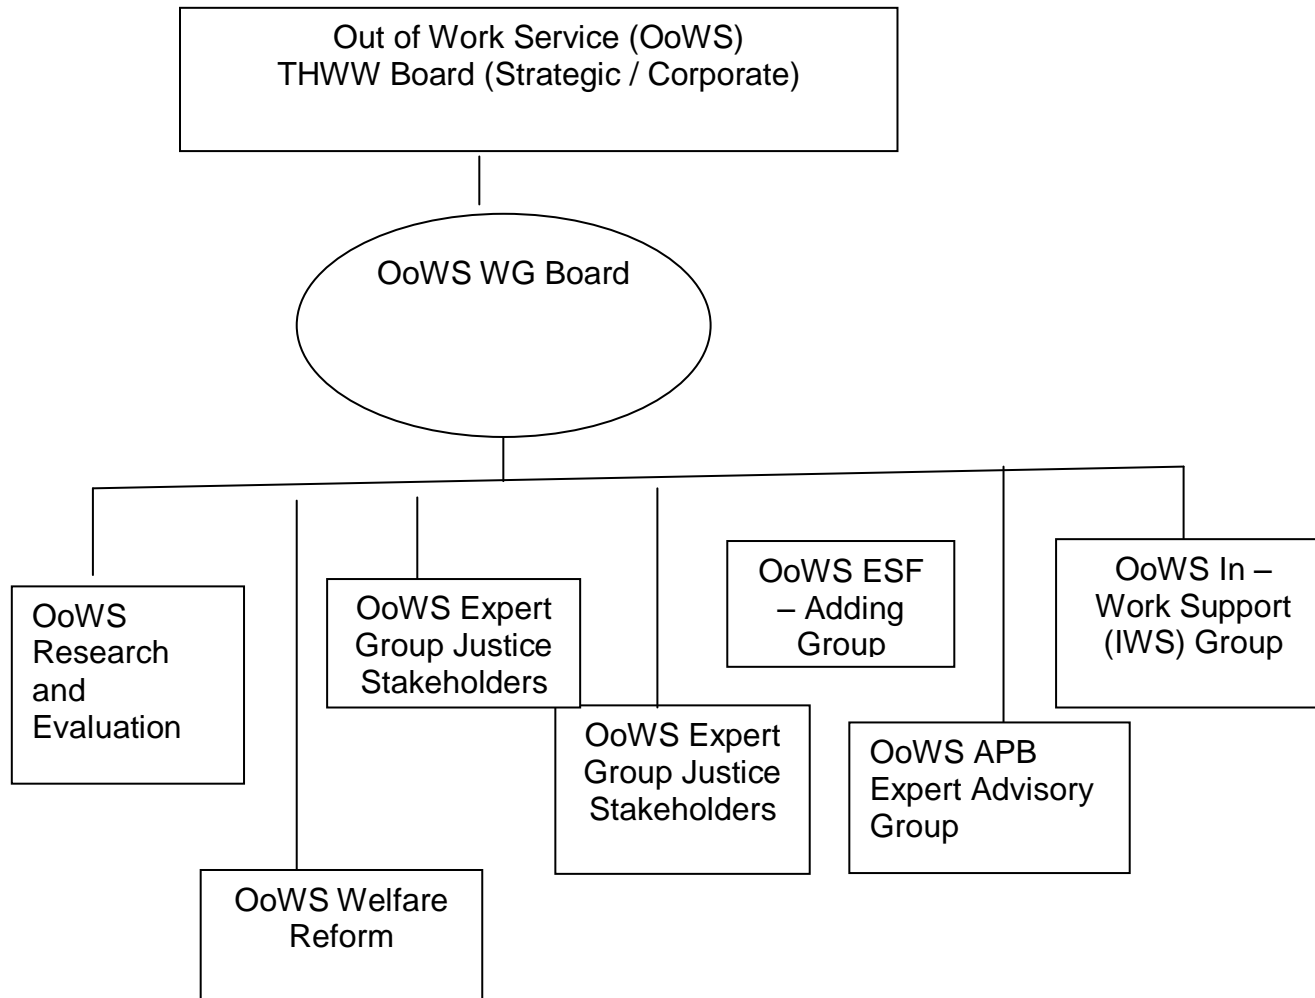 Out of Work Service (OoWS)
THWW Board (Strategic / Corporate)
OoWS WG Board
OoWS
Research
and
Evaluation
OoWS Expert
Group Justice
Stakeholders
OoWS ESF
– Adding
Group
OoWS In –
Work Support
(IWS) Group
OoWS Expert
Group Justice
Stakeholders
OoWS APB
Expert Advisory
Group
OoWS Welfare
Reform